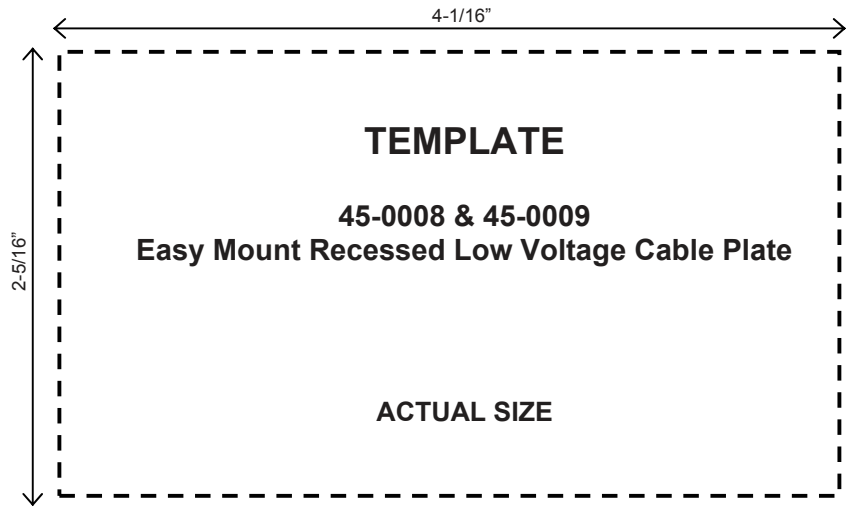 4-1/16”
2-5/16”
TEMPLATE
45-0008 & 45-0009
Easy Mount Recessed Low Voltage Cable Plate
ACTUAL SIZE